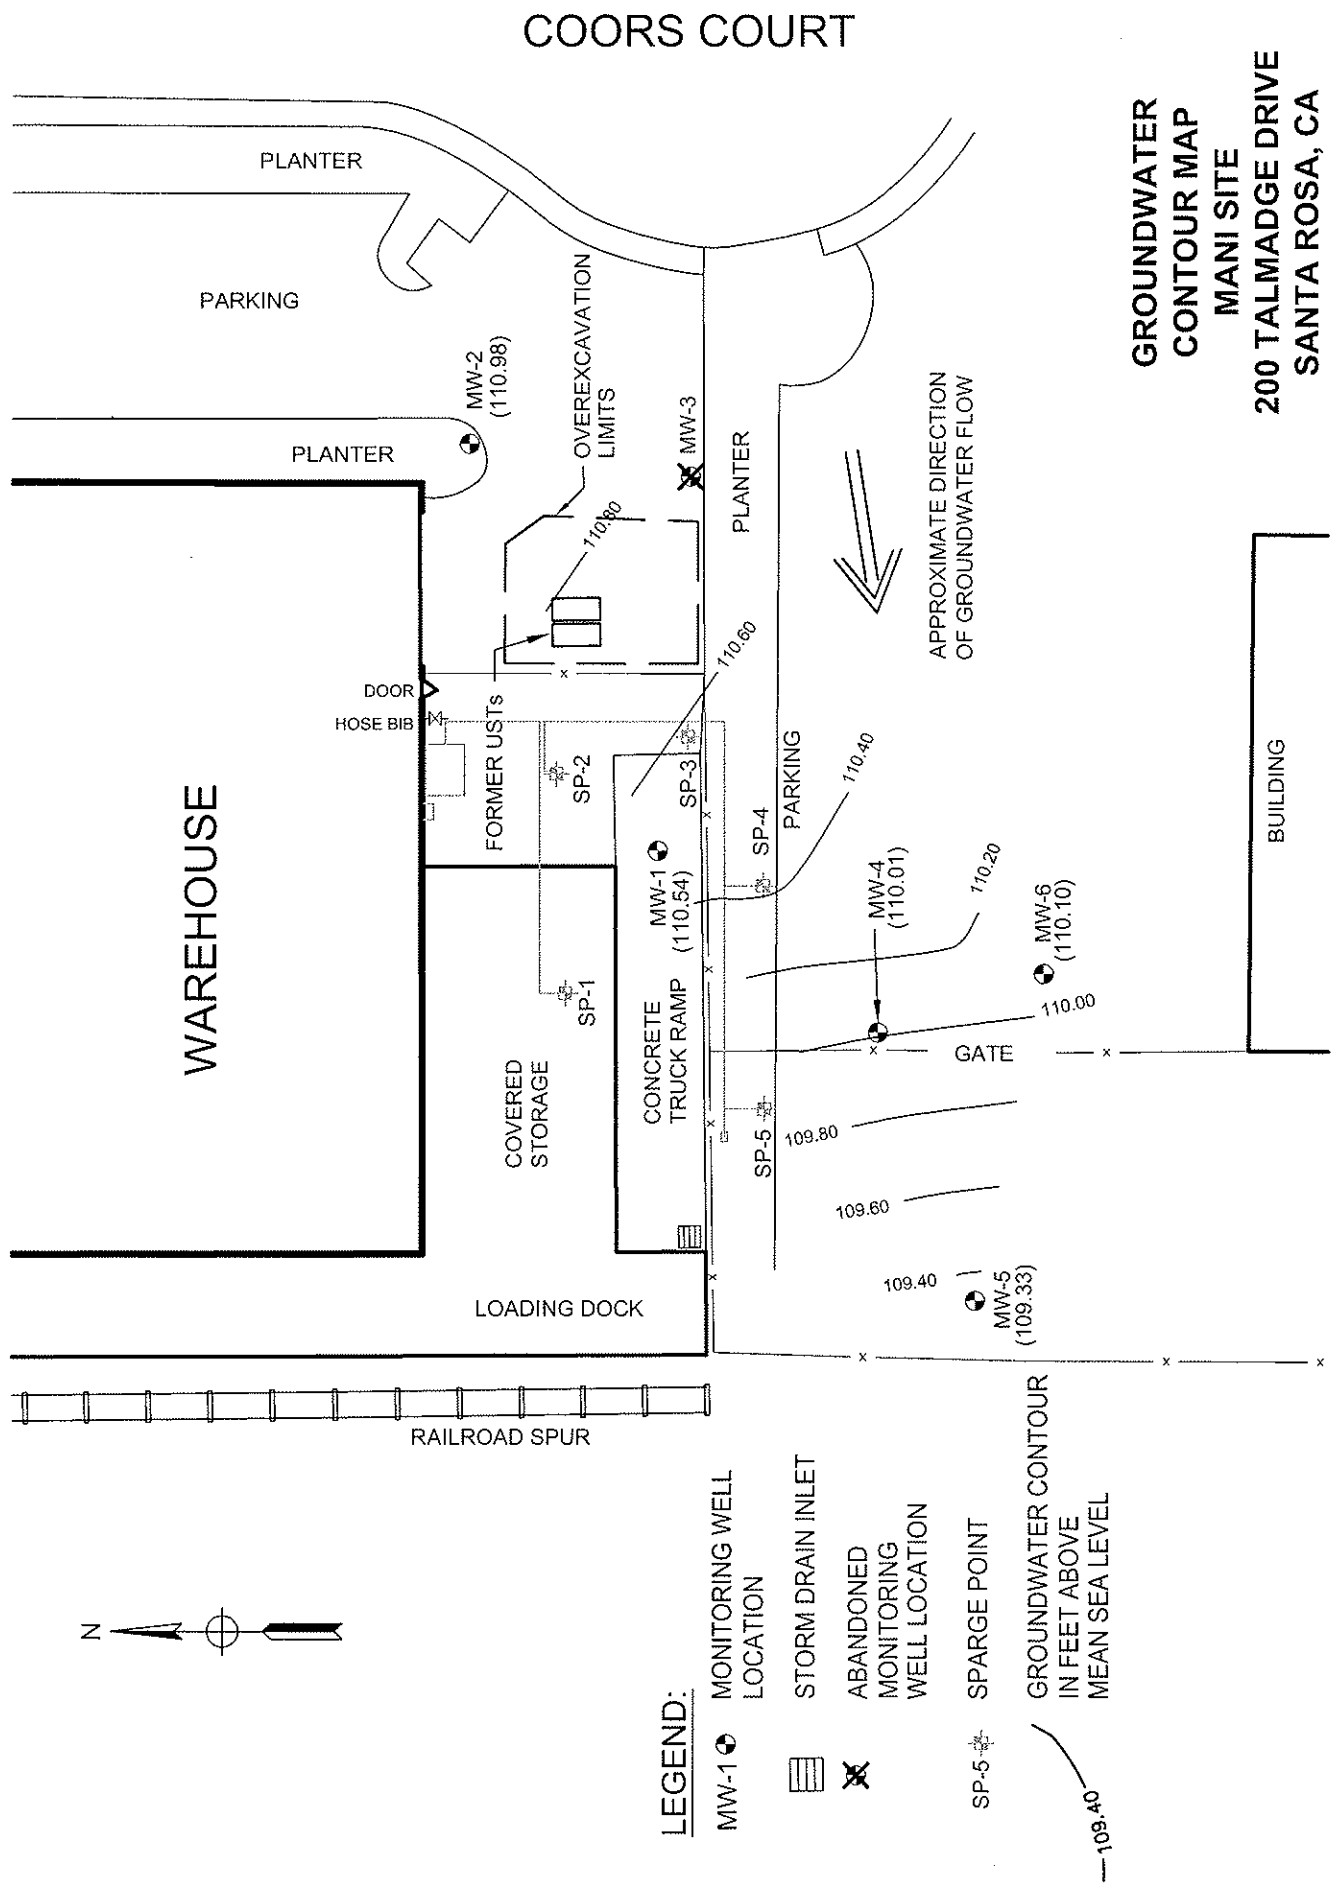 COORS COURT
GROUNDWATER
CONTOUR MAP
MANI SITE
200 TALMADGE DRIVE
SANTA ROSA, CA
PLANTER
PARKING
PLANTER
MW-2
(110.98)
OVEREXCAVATION
LIMITS
MW-3
PLANTER
110.80
APPROXIMATE DIRECTION
OF GROUNDWATER FLOW
DOOR
HOSE BIB
FORMER USTs
110.60
WAREHOUSE
SP-2
SP-3
SP-4
PARKING
110.40
BUILDING
MW-1
(110.54)
MW-4
(110.01)
110.20
MW-6
(110.10)
SP-1
CONCRETE
TRUCK RAMP
110.00
GATE
COVERED
STORAGE
SP-5
109.80
109.60
109.40
MW-5
(109.33)
LOADING DOCK
RAILROAD SPUR
N
LEGEND:
MW-1
MONITORING WELL
LOCATION
STORM DRAIN INLET
ABANDONED
MONITORING
WELL LOCATION
SP-5
SPARGE POINT
109.40
GROUNDWATER CONTOUR
IN FEET ABOVE
MEAN SEA LEVEL